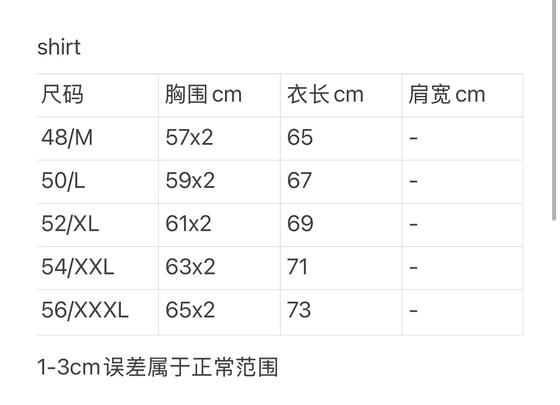 shirt
尺码 胸围cm 衣长cm 肩宽cm
48/M 57x2 65 -
50/L 59x2 67 -
52/XL 61x2 69 -
54/XXL 63x2 71 -
56/XXXL 65x2 73 -
1-3cm误差属于正常范围